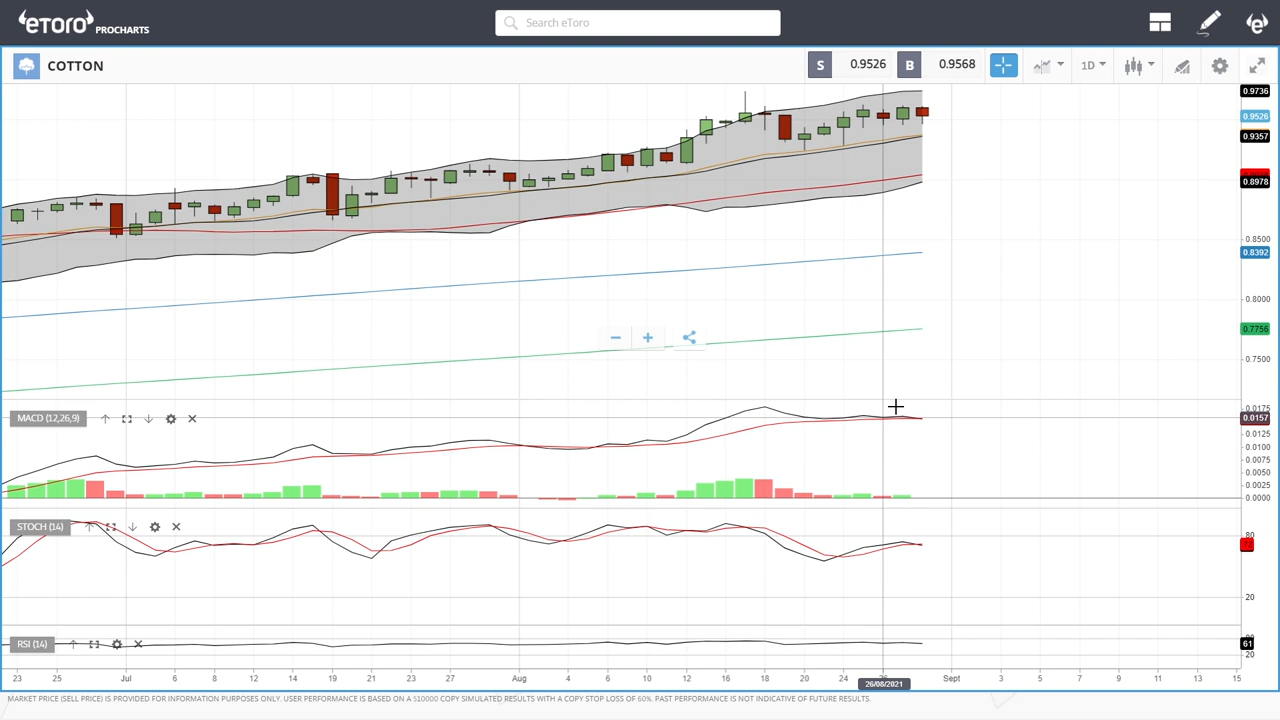 eToro PROCHARTS
Search eToro
COTTON
S 0.9526 B 0.9568
1D
0.9736
0.9526
0.9357
0.8978
0.8500
0.8392
0.8000
0.7756
0.7500
MACD (12,26,9)
0.0175
0.0157
0.0125
0.0100
0.0075
0.0050
0.0025
0.0000
STOCH (14)
80
20
RSI (14)
61
20
23 25 Jul 6 8 12 14 19 21 23 27 Aug 4 6 10 12 16 18 20 24 Sept 3 5 7 9 11 13 15
26/08/2021
MARKET PRICE (SELL PRICE) IS PROVIDED FOR INFORMATION PURPOSES ONLY. USER PERFORMANCE IS BASED ON A $10000 COPY SIMULATED RESULTS WITH A COPY STOP LOSS OF 60%. PAST PERFORMANCE IS NOT INDICATIVE OF FUTURE RESULTS.